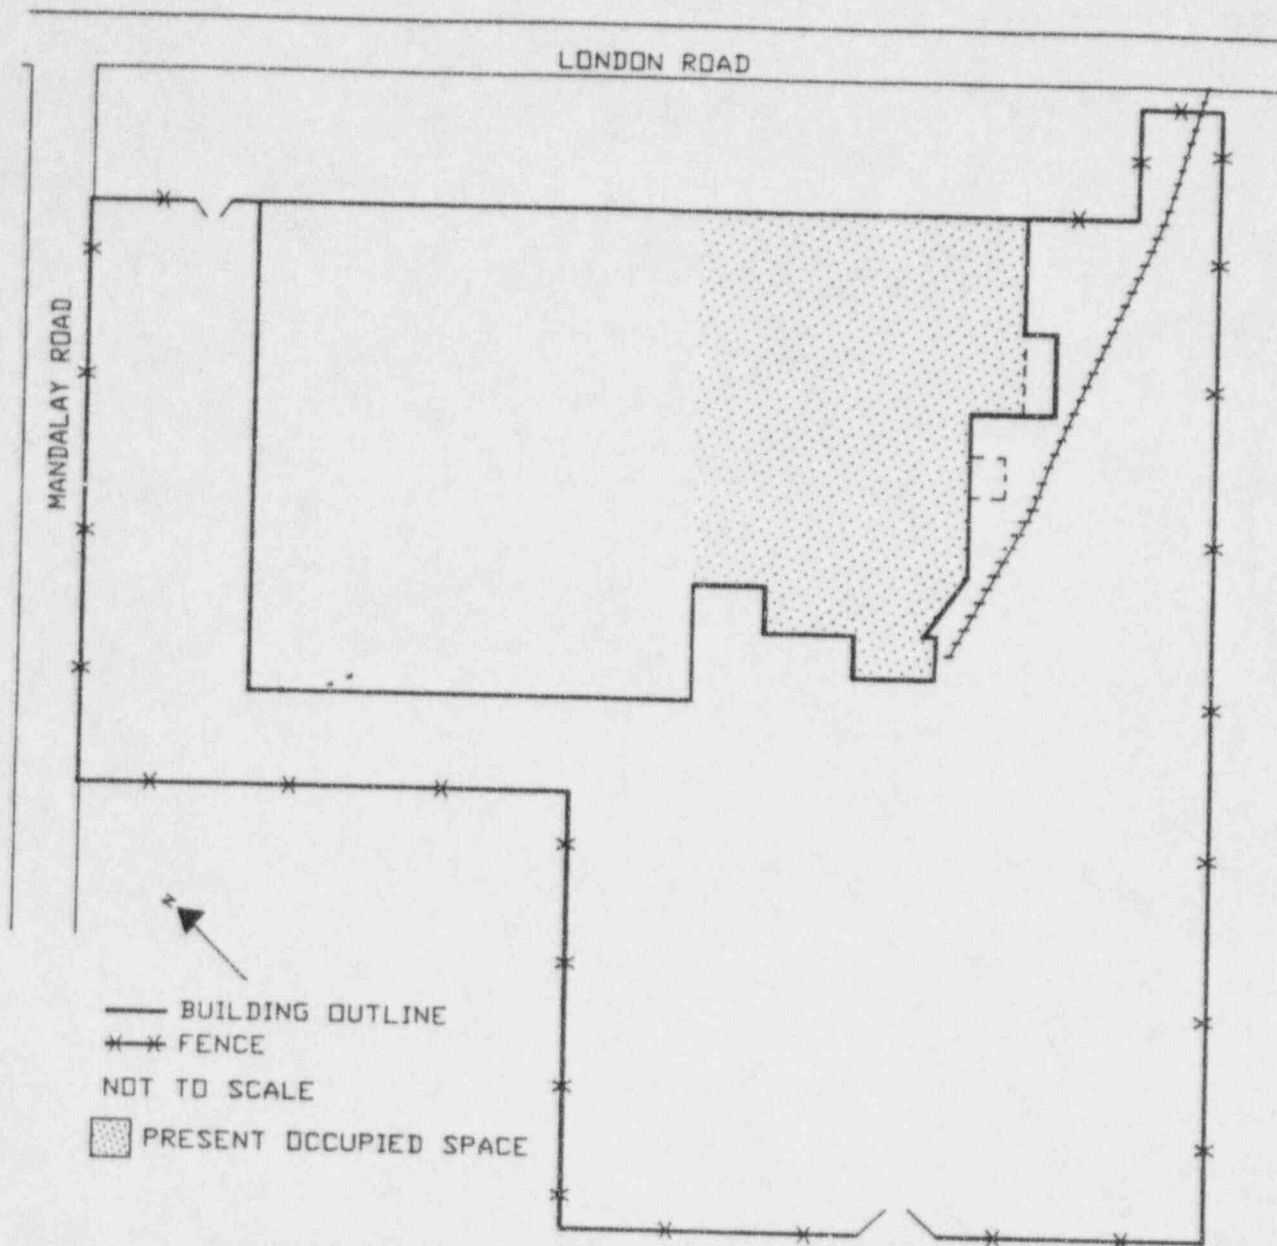 LONDON ROAD
MANDALAY ROAD
N
BUILDING OUTLINE
FENCE
NOT TO SCALE
PRESENT OCCUPIED SPACE